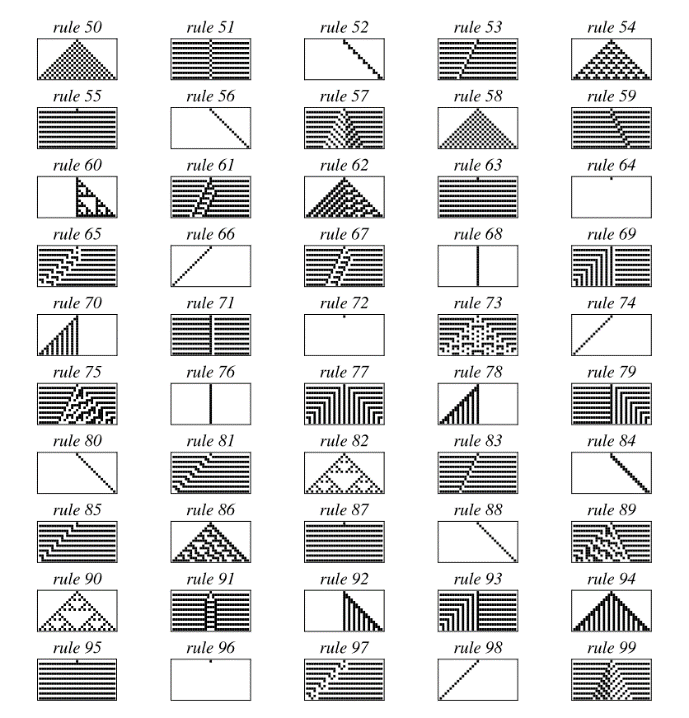 rule 50 rule 51 rule 52 rule 53 rule 54
rule 55 rule 56 rule 57 rule 58 rule 59
rule 60 rule 61 rule 62 rule 63 rule 64
rule 65 rule 66 rule 67 rule 68 rule 69
rule 70 rule 71 rule 72 rule 73 rule 74
rule 75 rule 76 rule 77 rule 78 rule 79
rule 80 rule 81 rule 82 rule 83 rule 84
rule 85 rule 86 rule 87 rule 88 rule 89
rule 90 rule 91 rule 92 rule 93 rule 94
rule 95 rule 96 rule 97 rule 98 rule 99